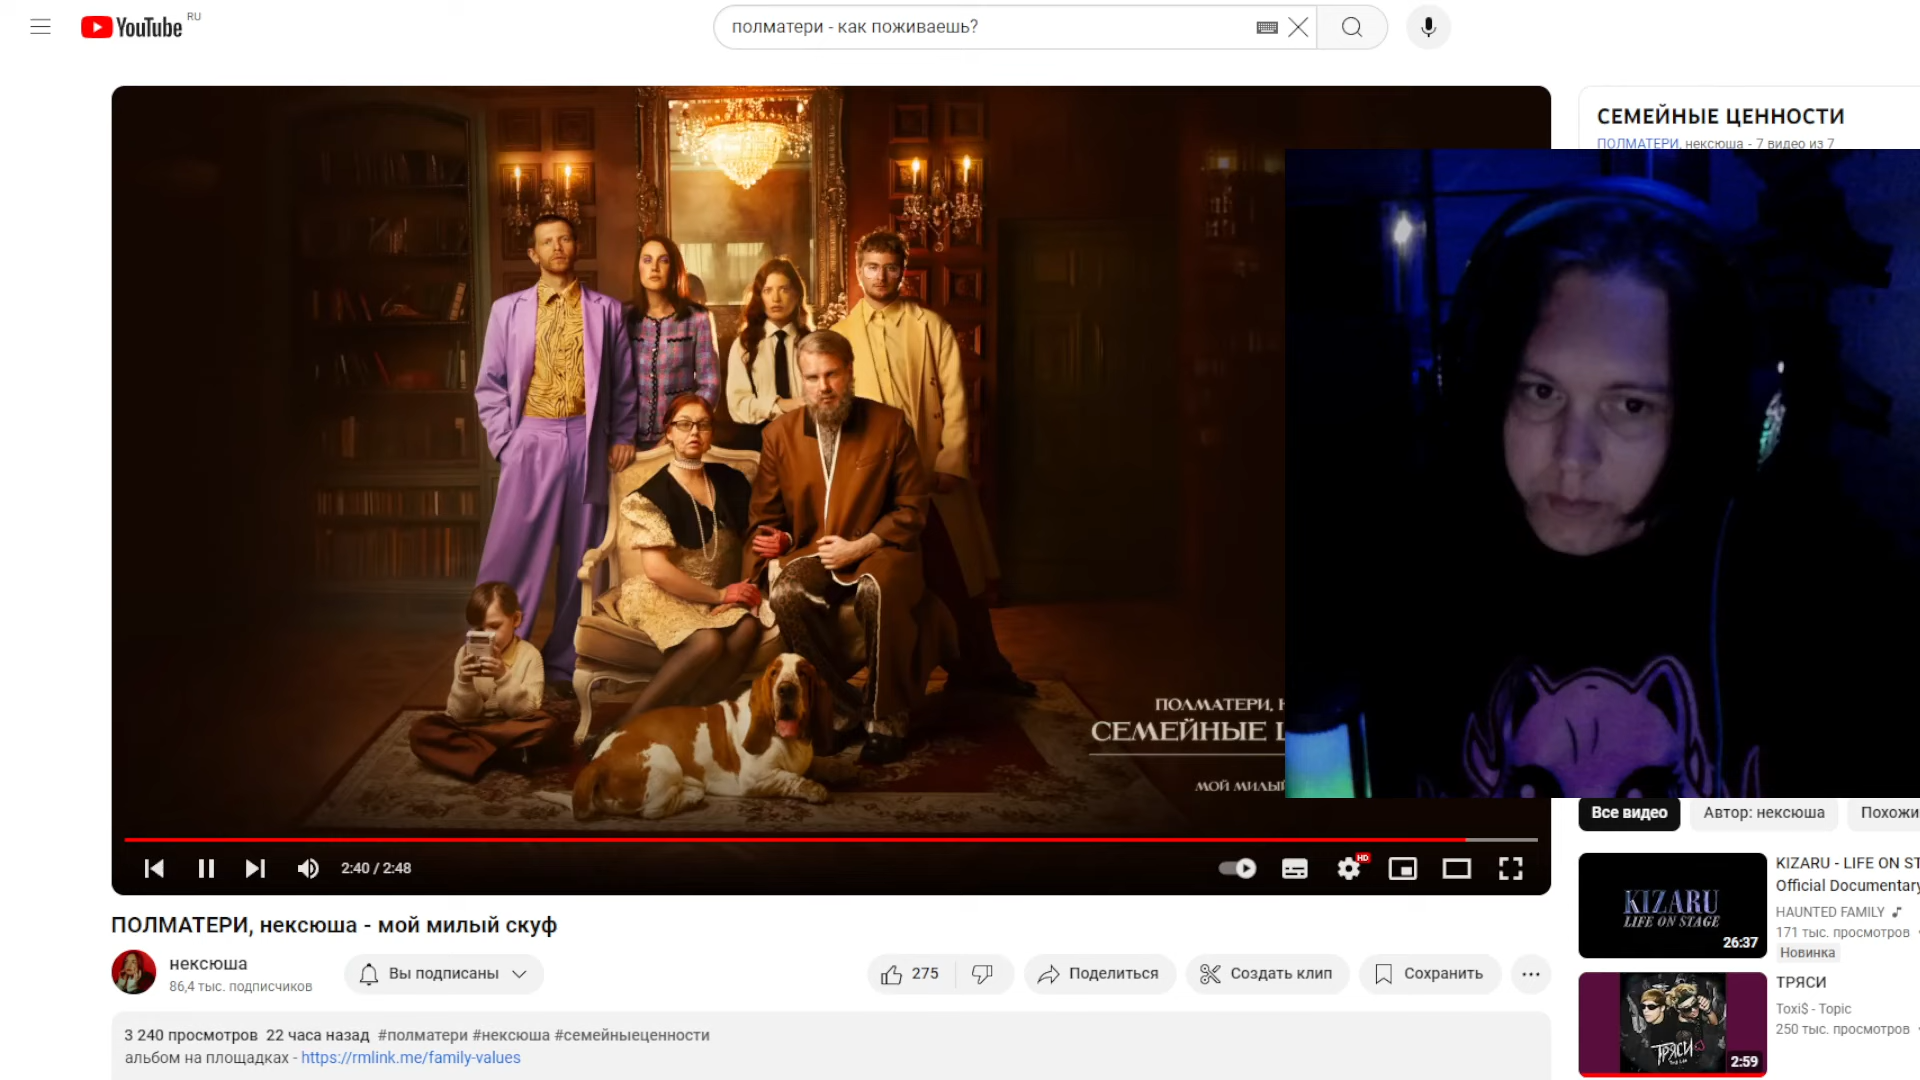 YouTube RU
полматери - как поживаешь?
СЕМЕЙНЫЕ ЦЕННОСТИ
ПОЛМАТЕРИ, нексюша - 7 видео из 7
ПОЛМАТЕРИ,
СЕМЕЙНЫЕ
МОЙ МИЛЫЙ
2:40 / 2:48
HD
ПОЛМАТЕРИ, нексюша - мой милый скуф
нексюша
86,4 тыс. подписчиков
Вы подписаны
275
Поделиться
Создать клип
Сохранить
3 240 просмотров 22 часа назад #полматери #нексюша #семейныеценности
альбом на площадках - https://rmlink.me/family-values
Все видео
Автор: нексюша
Похожи
KIZARU
LIFE ON STAGE
26:37
KIZARU - LIFE ON ST
Official Documentary
HAUNTED FAMILY
171 тыс. просмотров
Новинка
ТРЯСИ
2:59
ТРЯСИ
Toxi$ - Topic
250 тыс. просмотров